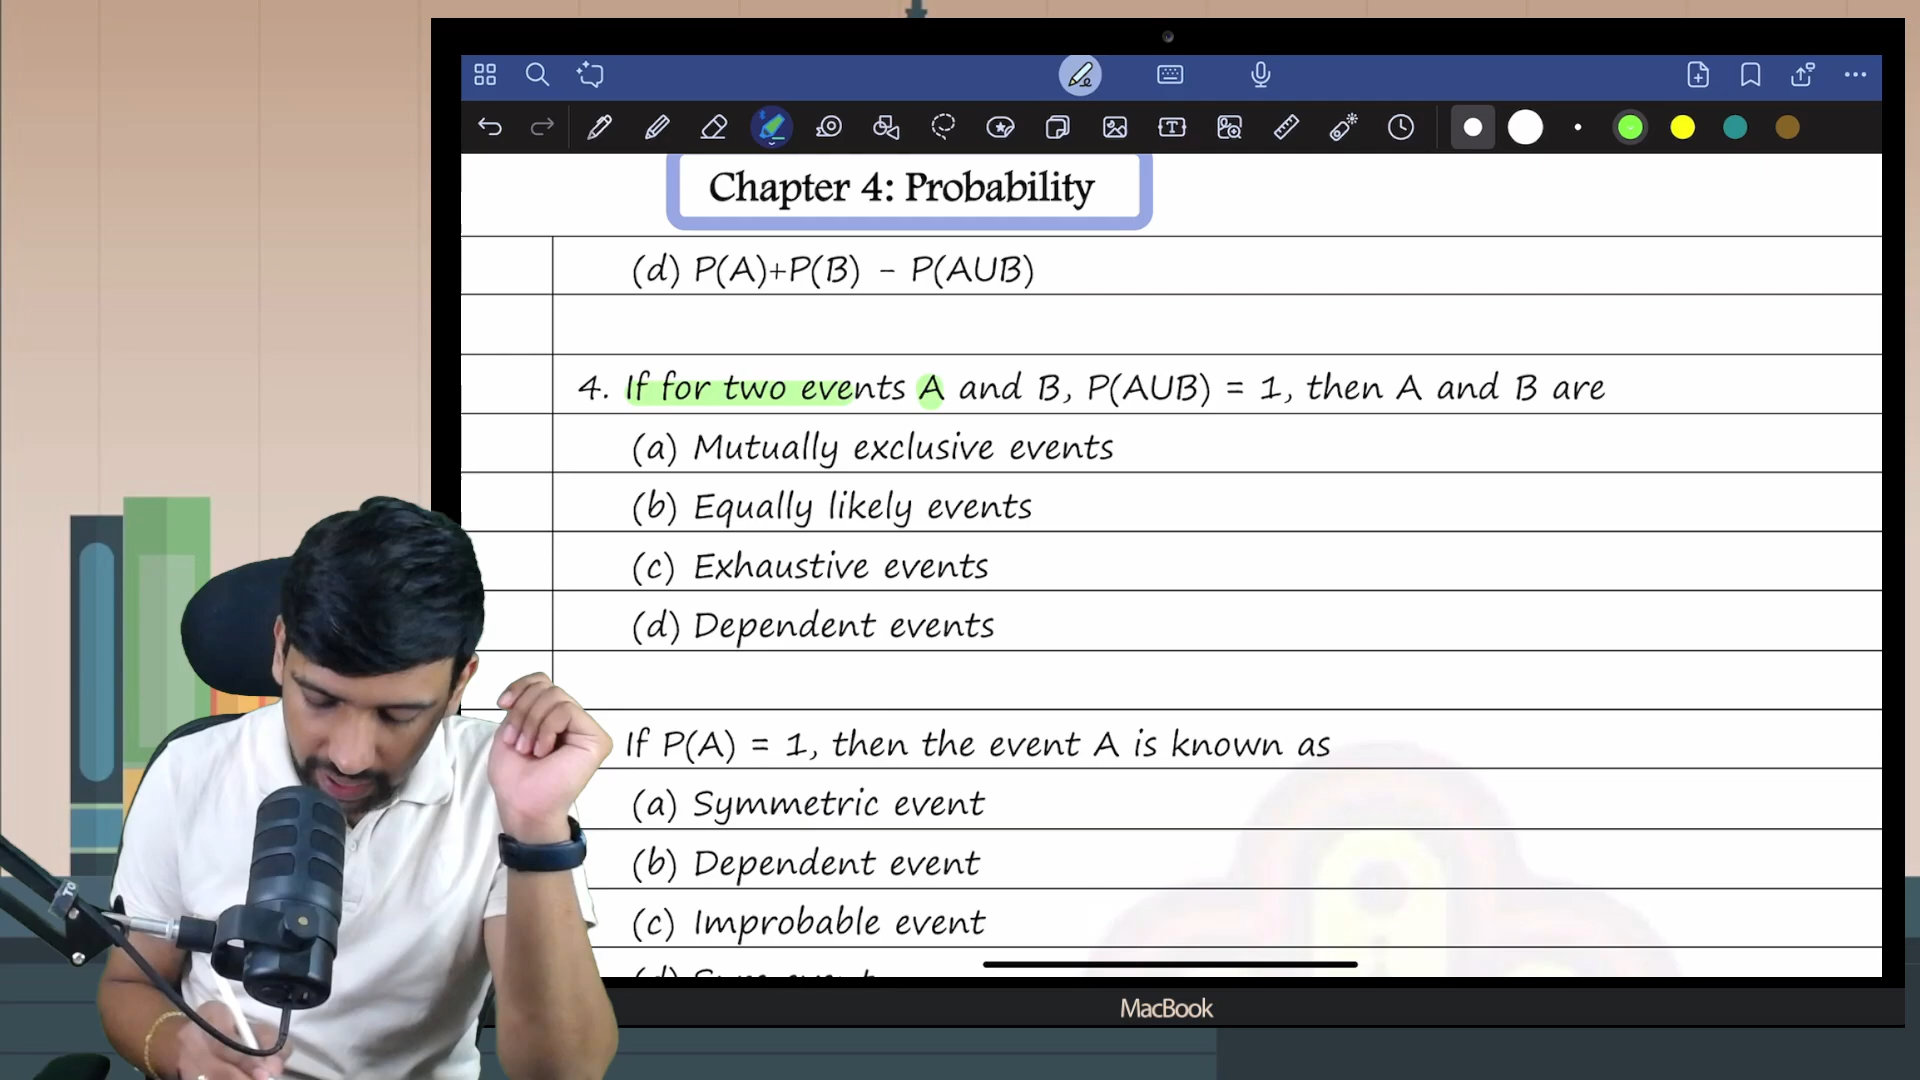 Chapter 4: Probability
(d) P(A)+P(B) - P(AUB)
4. If for two events A and B, P(AUB) = 1, then A and B are
(a) Mutually exclusive events
(b) Equally likely events
(c) Exhaustive events
(d) Dependent events
If P(A) = 1, then the event A is known as
(a) Symmetric event
(b) Dependent event
(c) Improbable event
MacBook